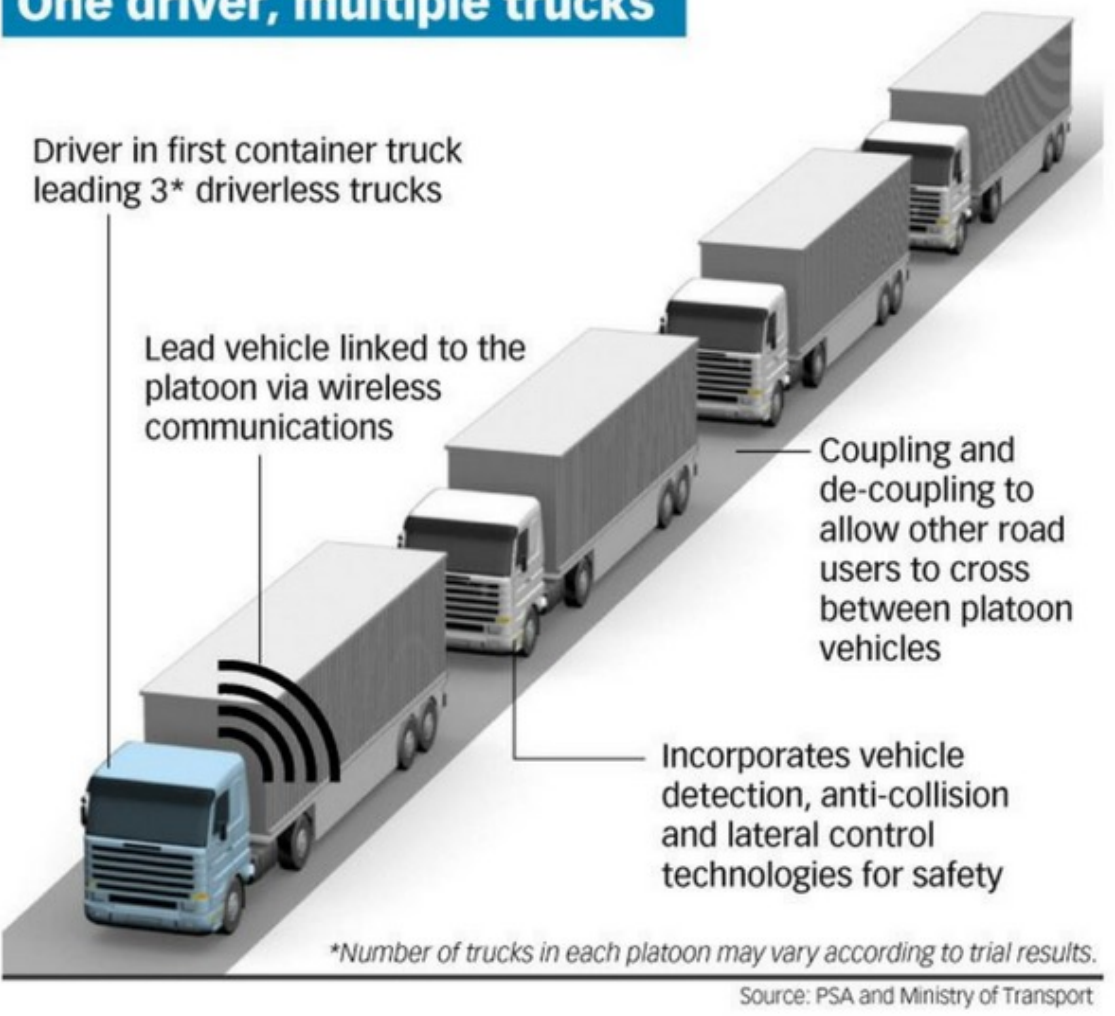 One driver, multiple trucks
Driver in first container truck
leading 3* driverless trucks
Lead vehicle linked to the
platoon via wireless
communications
Coupling and
de-coupling to
allow other road
users to cross
between platoon
vehicles
Incorporates vehicle
detection, anti-collision
and lateral control
technologies for safety
*Number of trucks in each platoon may vary according to trial results.
Source: PSA and Ministry of Transport